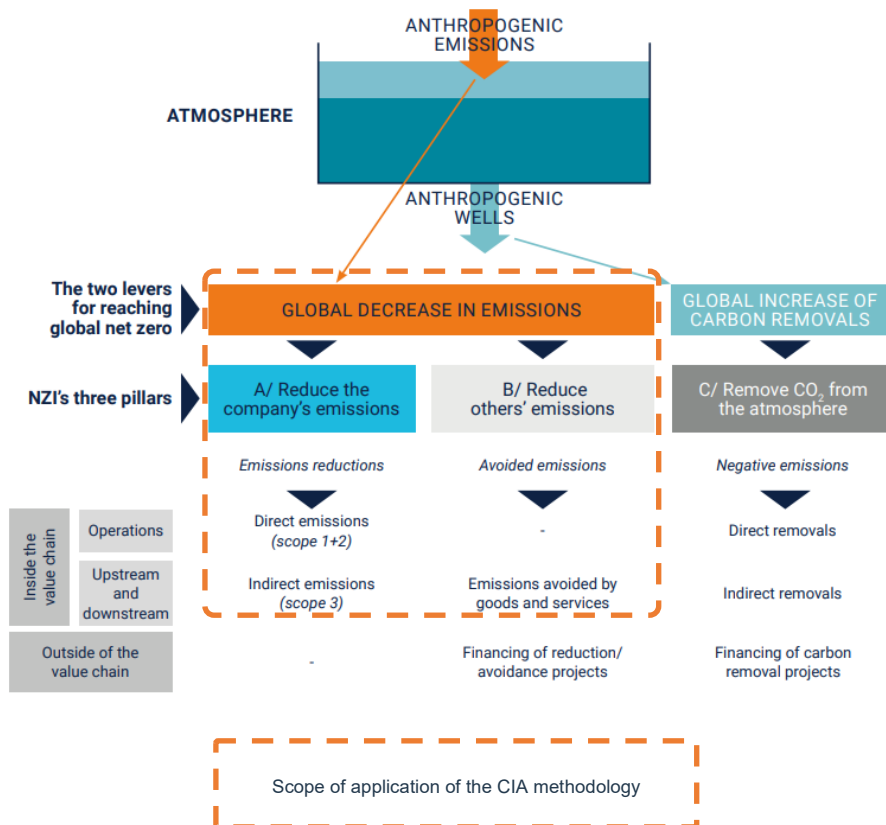 ANTHROPOGENIC
EMISSIONS
ATMOSPHERE
ANTHROPOGENIC
WELLS
The two levers
for reaching
global net zero
GLOBAL DECREASE IN EMISSIONS
GLOBAL INCREASE OF
CARBON REMOVALS
NZI's three pillars
A/ Reduce the
company's emissions
B/ Reduce
others' emissions
C/ Remove CO₂ from
the atmosphere
Emissions reductions
Avoided emissions
Negative emissions
Inside the
value chain
Operations
Direct emissions
(scope 1+2)
-
Direct removals
Upstream
and
downstream
Indirect emissions
(scope 3)
Emissions avoided by
goods and services
Indirect removals
Outside of the
value chain
-
Financing of reduction/
avoidance projects
Financing of carbon
removal projects
Scope of application of the CIA methodology